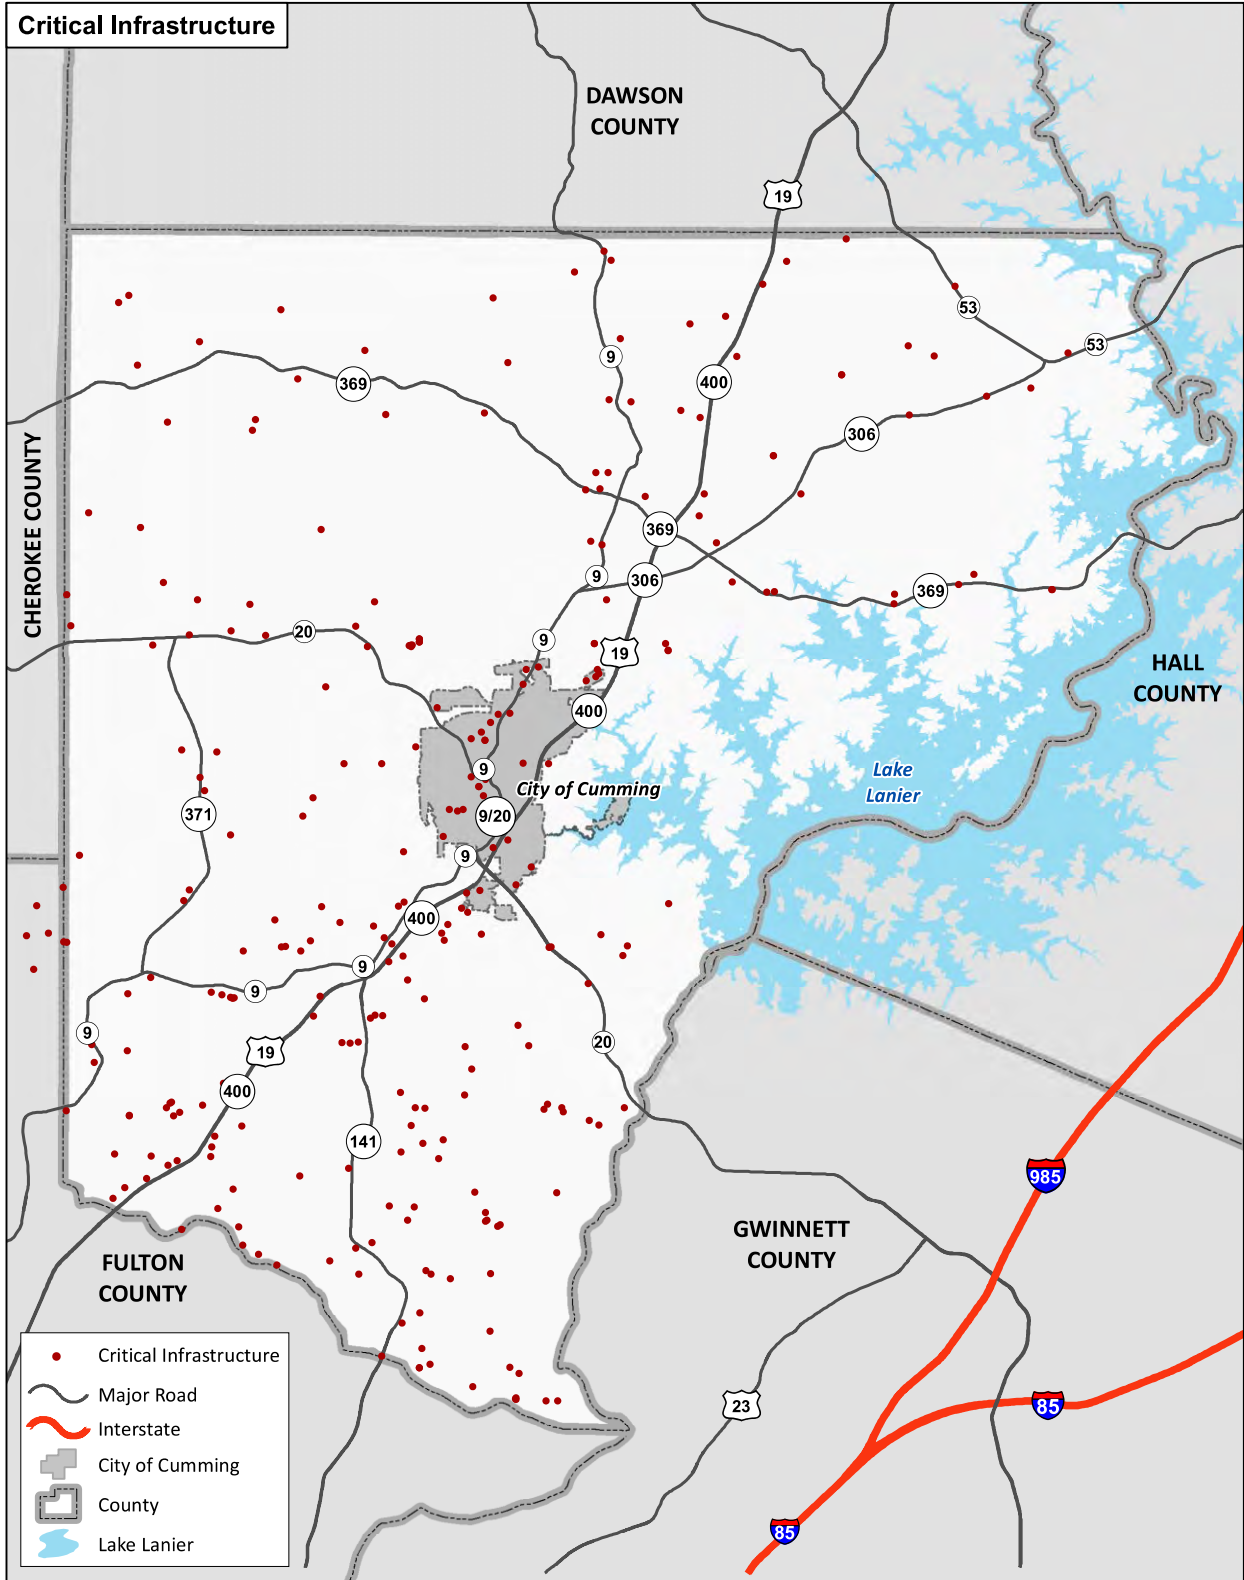 Critical Infrastructure
DAWSON
COUNTY
19
53
53
9
369
400
306
CHEROKEE COUNTY
369
9
306
369
20
9
19
HALL
COUNTY
400
Lake
Lanier
9
City of Cumming
371
9/20
9
400
9
9
9
20
19
400
141
985
GWINNETT
COUNTY
FULTON
COUNTY
Critical Infrastructure
Major Road
Interstate
City of Cumming
County
Lake Lanier
23
85
85